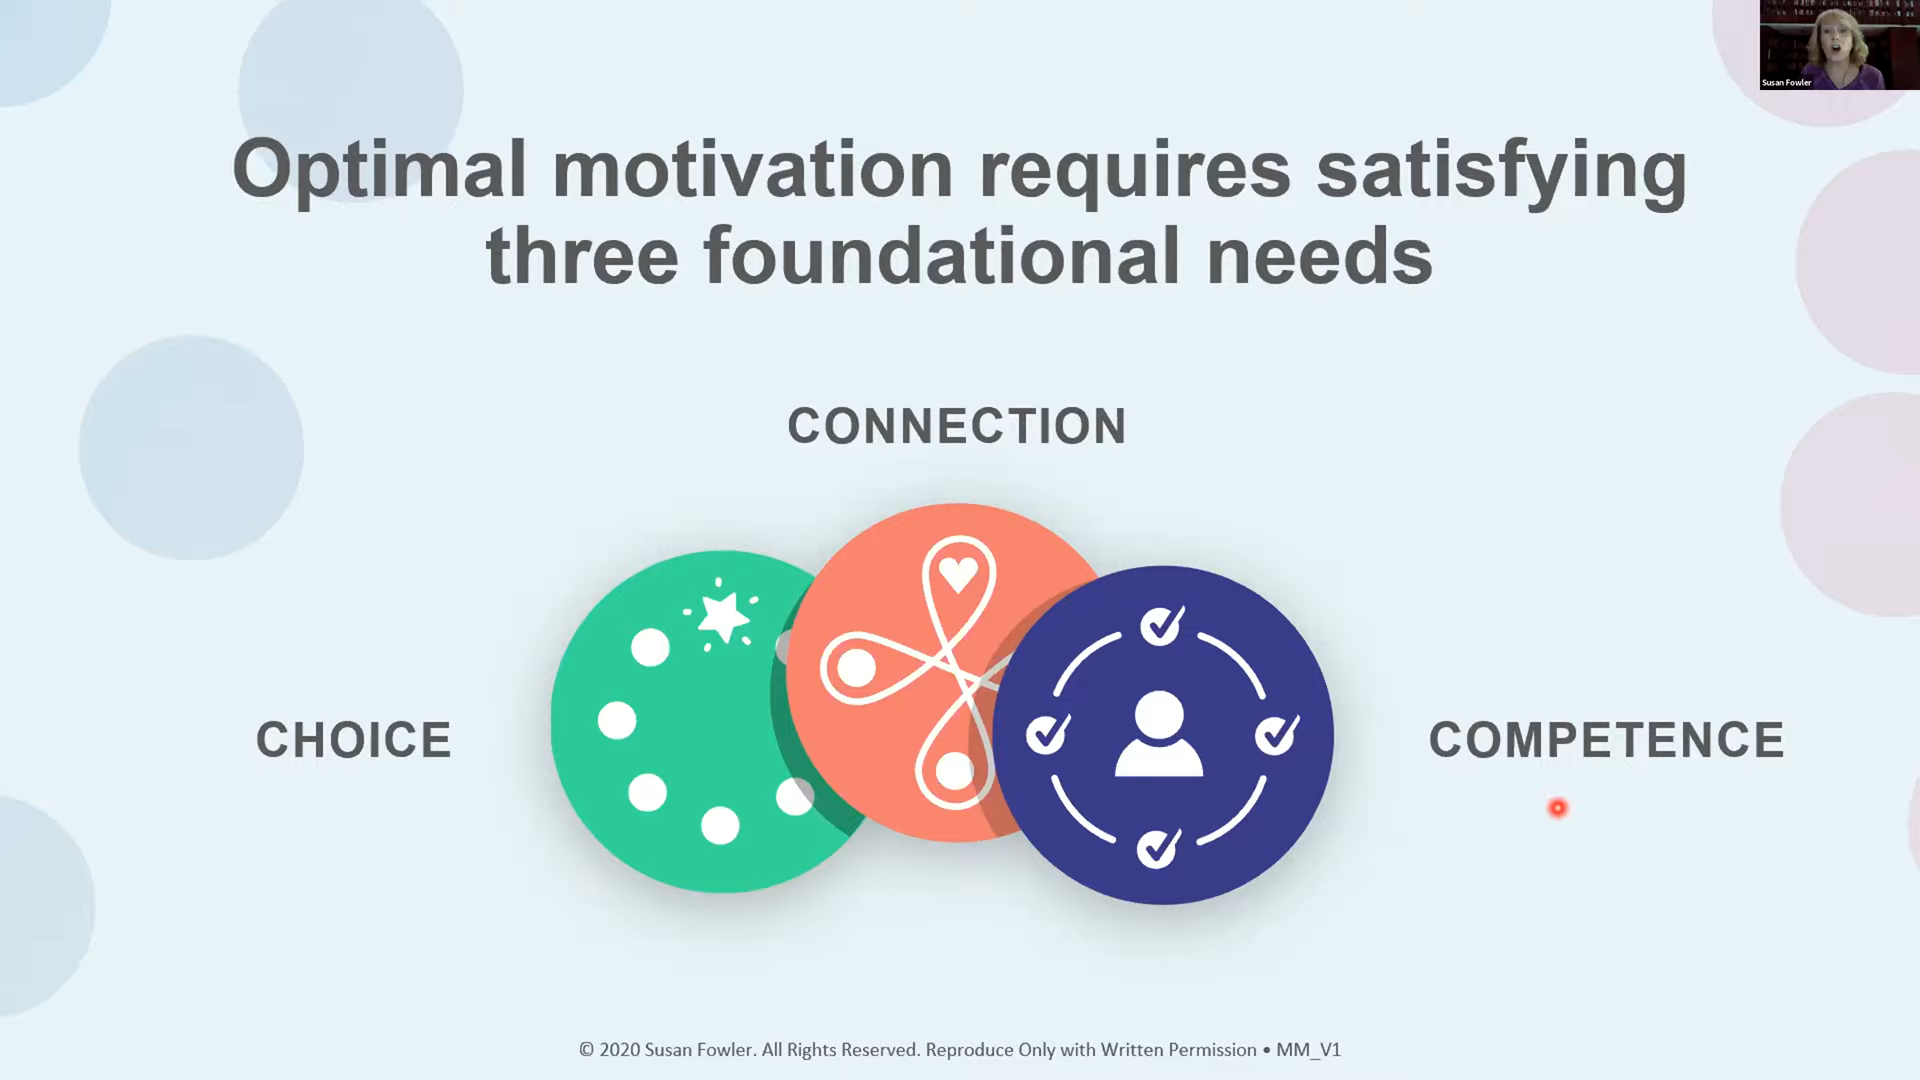 Susan Fowler
Optimal motivation requires satisfying
three foundational needs
CONNECTION
CHOICE
COMPETENCE
© 2020 Susan Fowler. All Rights Reserved. Reproduce Only with Written Permission • MM_V1